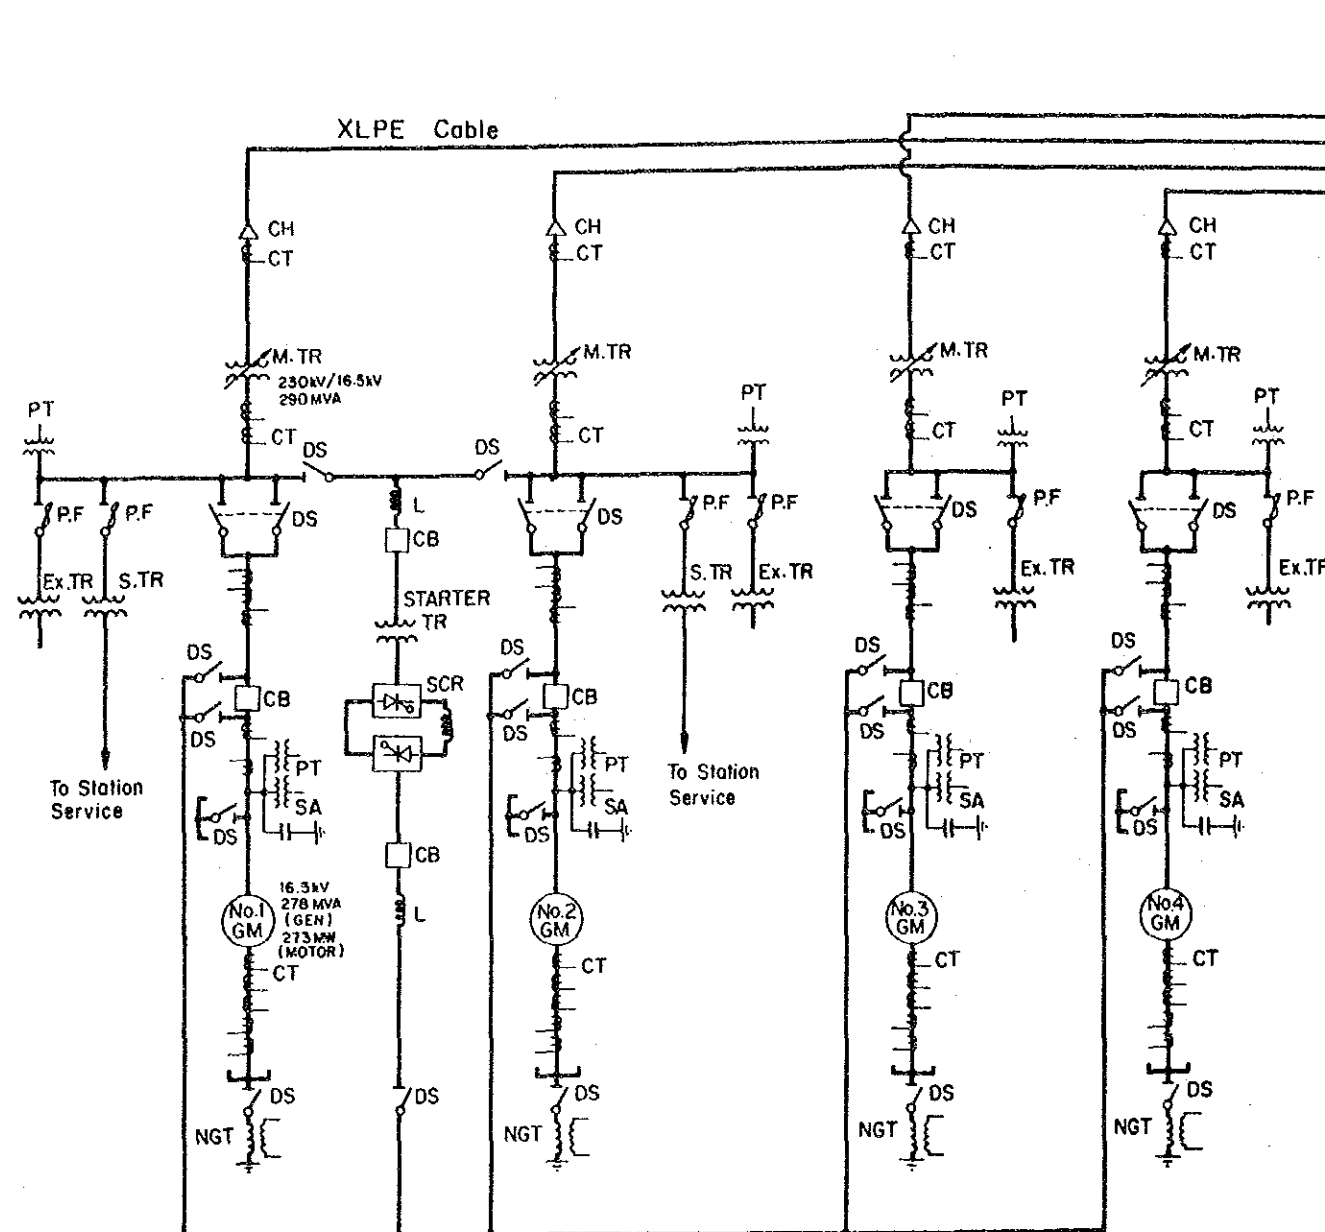 XLPE Cable
CH
CT
CH
CT
CH
CT
CH
CT
M.TR
230kV/16.5kV
290MVA
M.TR
M.TR
M.TR
PT
CT
DS
DS
CT
PT
CT
PT
CT
PT
P.F
P.F
DS
L
CB
DS
P.F
P.F
DS
P.F
DS
P.F
Ex.TR
S.TR
STARTER
TR
S.TR
Ex.TR
Ex.TR
Ex.TR
DS
CB
DS
SCR
DS
CB
DS
DS
CB
DS
DS
CB
DS
To Station
Service
PT
SA
DS
PT
SA
DS
To Station
Service
PT
SA
DS
PT
SA
DS
CB
L
No.1
GM
16.5kV
278 MVA
(GEN)
273 MW
(MOTOR)
No.2
GM
No.3
GM
No.4
GM
CT
CT
CT
CT
DS
DS
DS
DS
DS
NGT
NGT
NGT
NGT